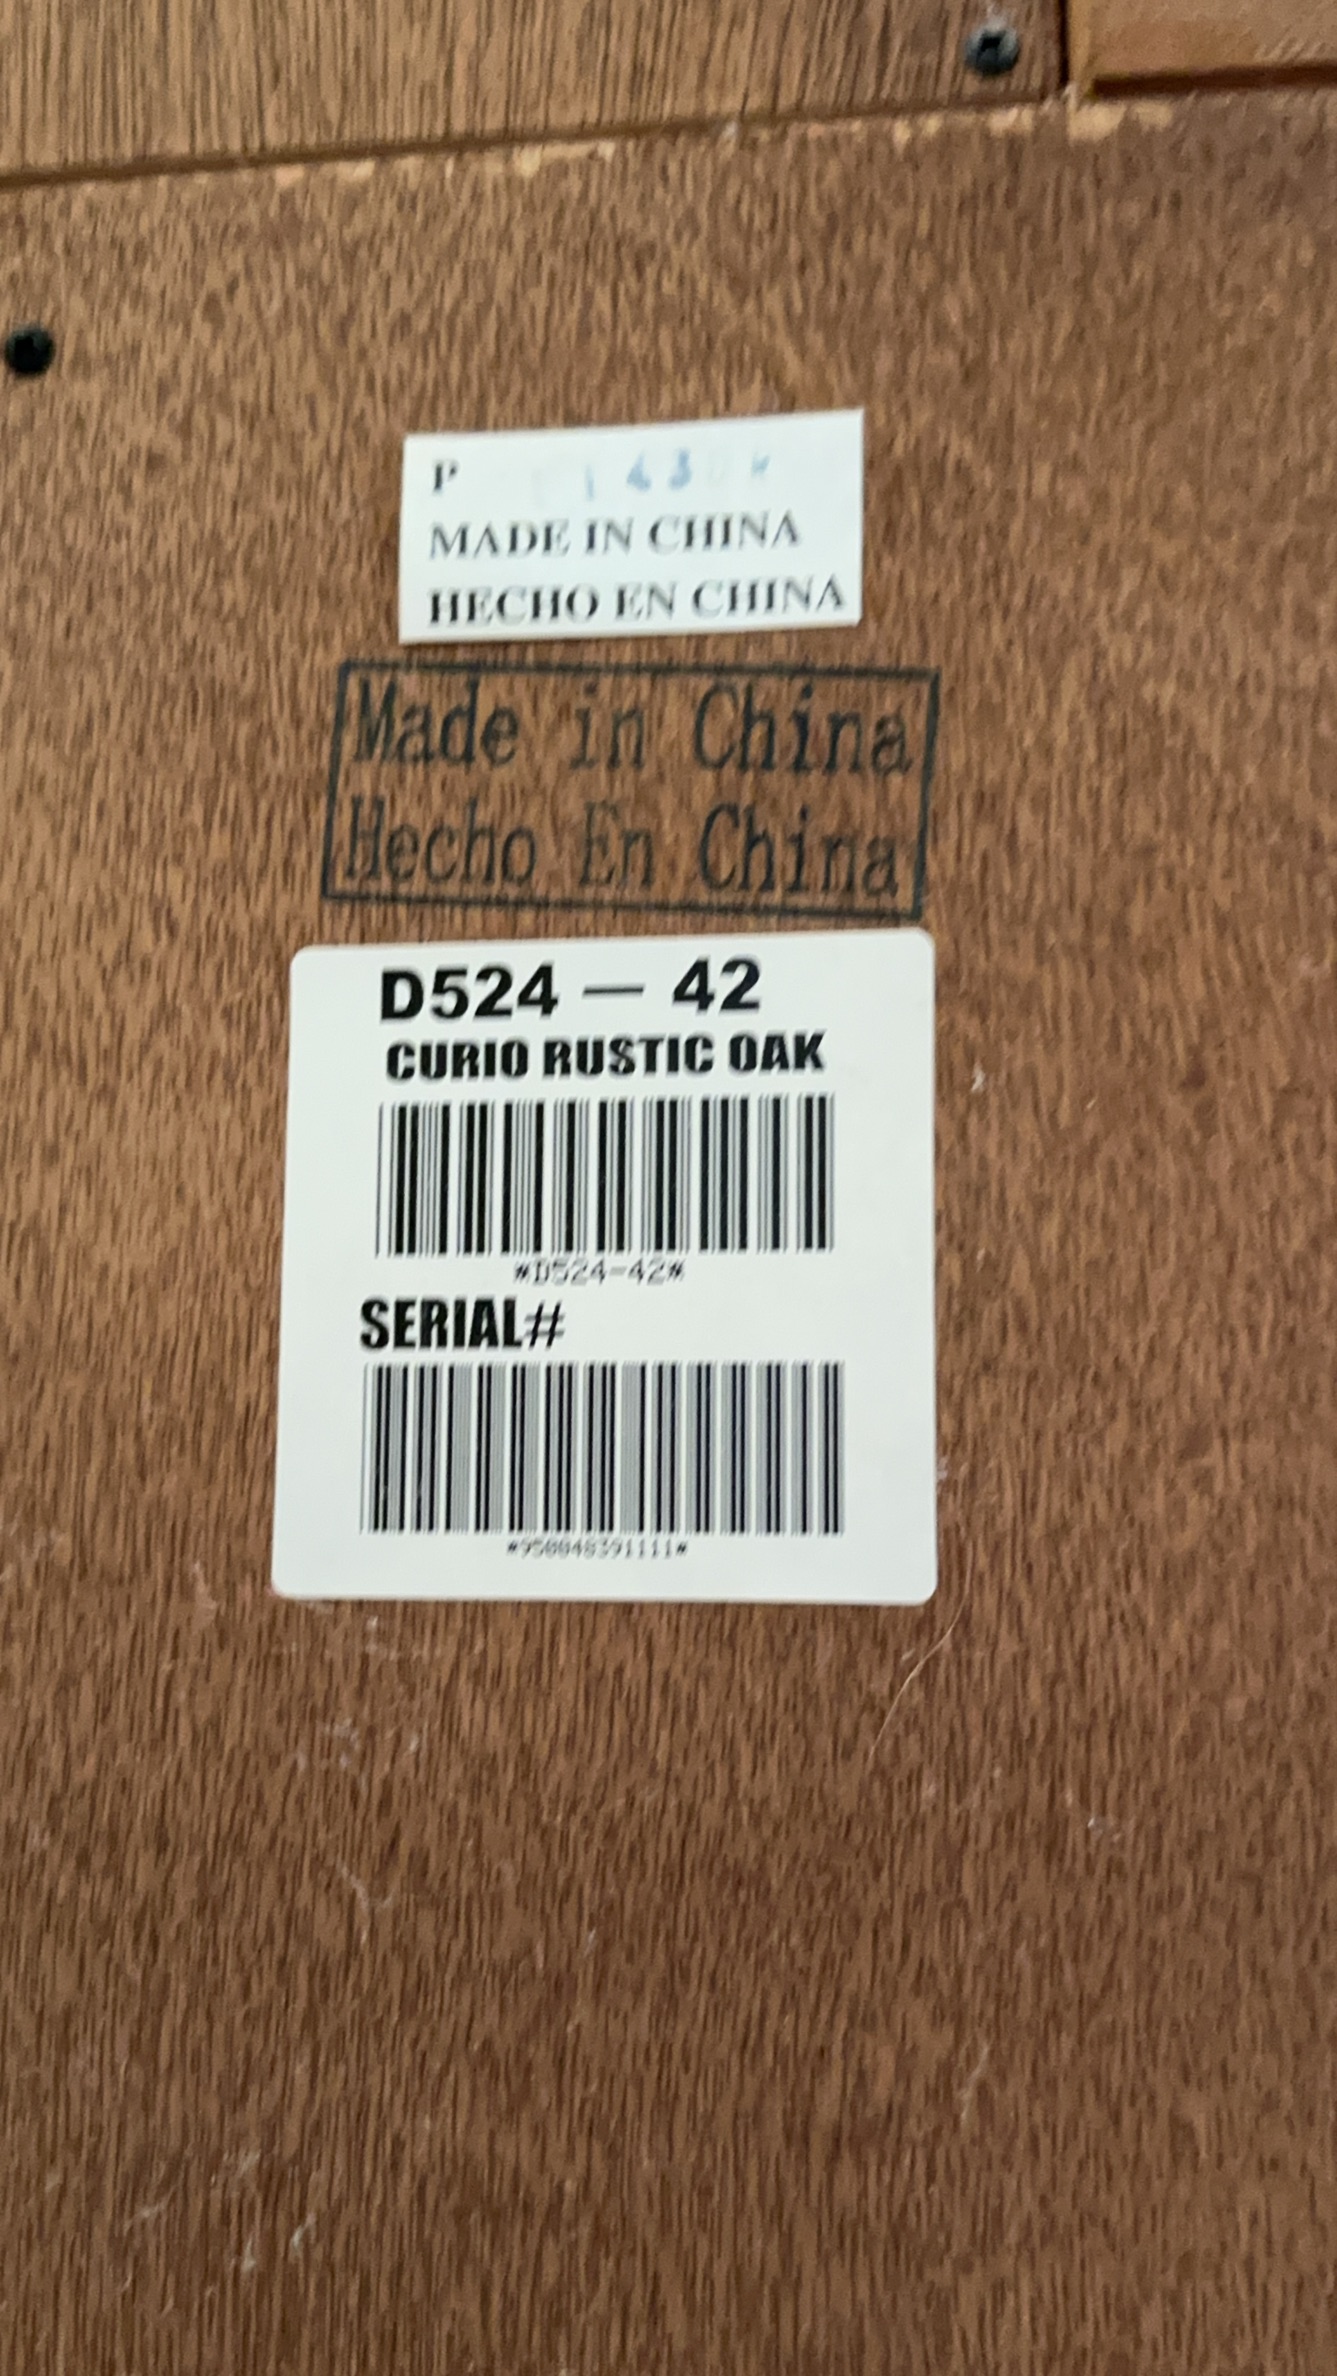 P
MADE IN CHINA
HECHO EN CHINA
Made in China
Hecho En China
D524 — 42
CURIO RUSTIC OAK
*D524-42*
SERIAL#